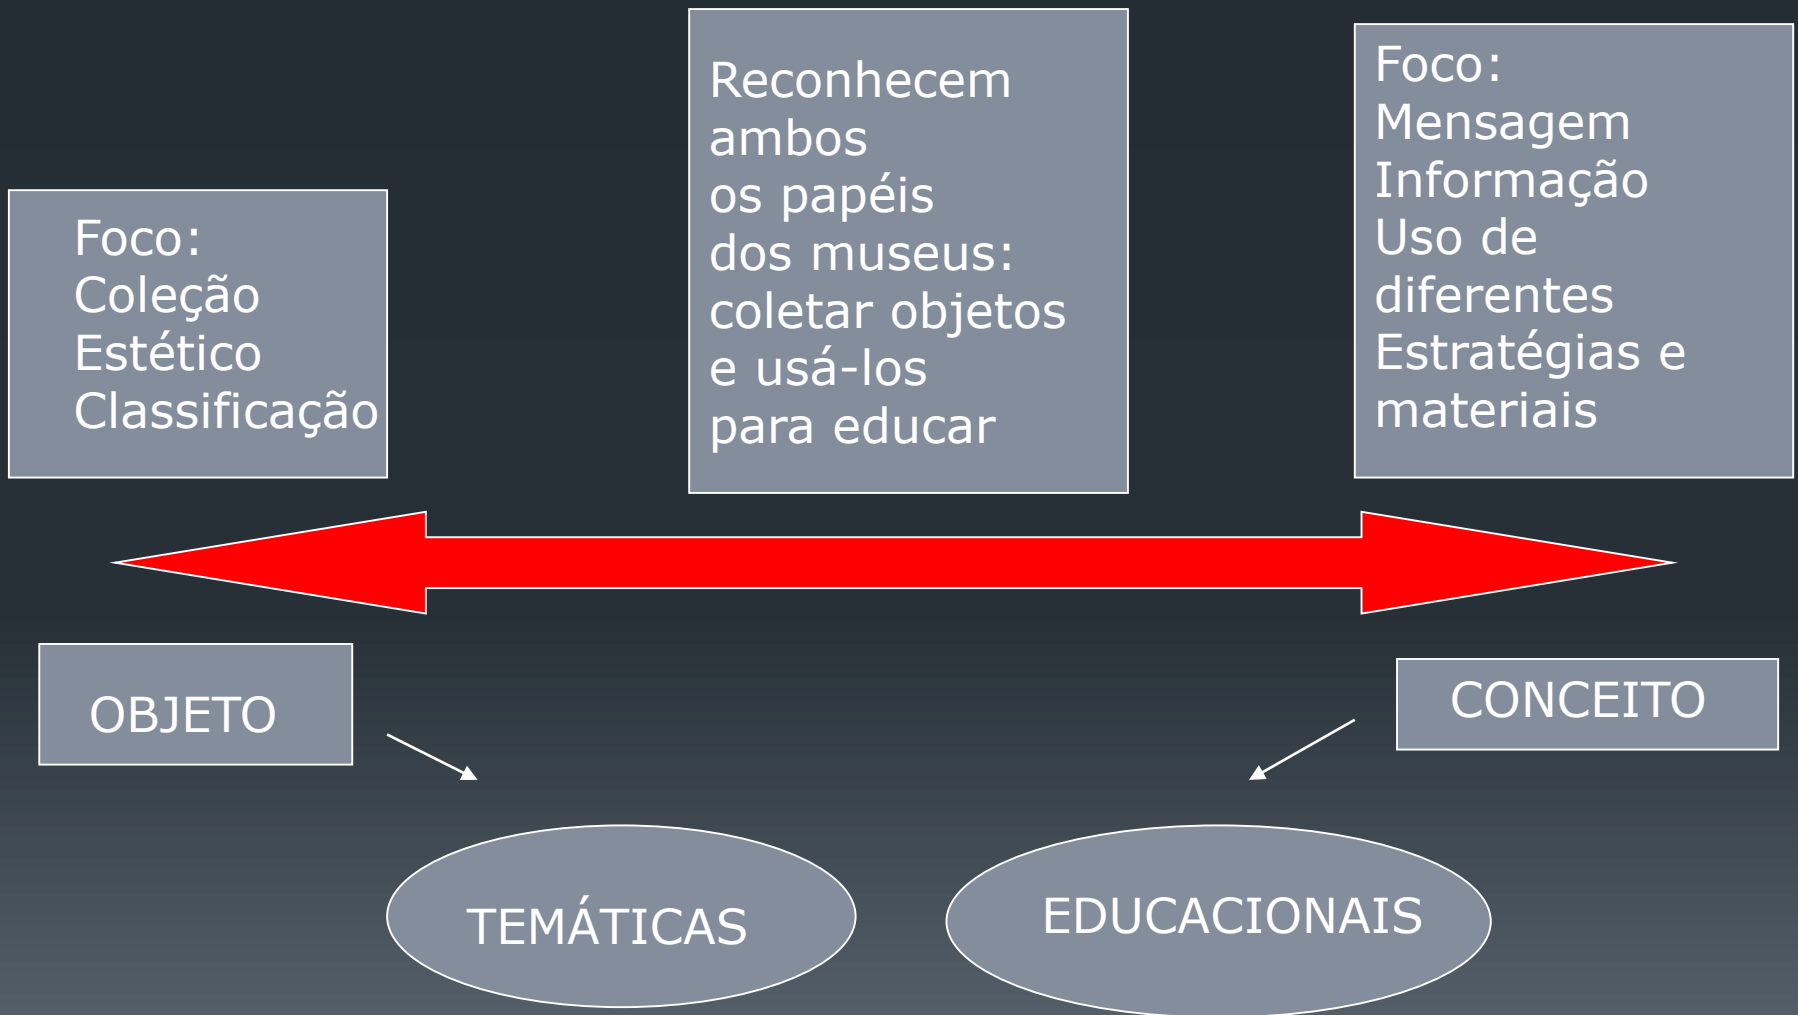 Foco:
Coleção
Estético
Classificação
Reconhecem
ambos
os papéis
dos museus:
coletar objetos
e usá-los
para educar
Foco:
Mensagem
Informação
Uso de
diferentes
Estratégias e
materiais
OBJETO
CONCEITO
TEMÁTICAS
EDUCACIONAIS